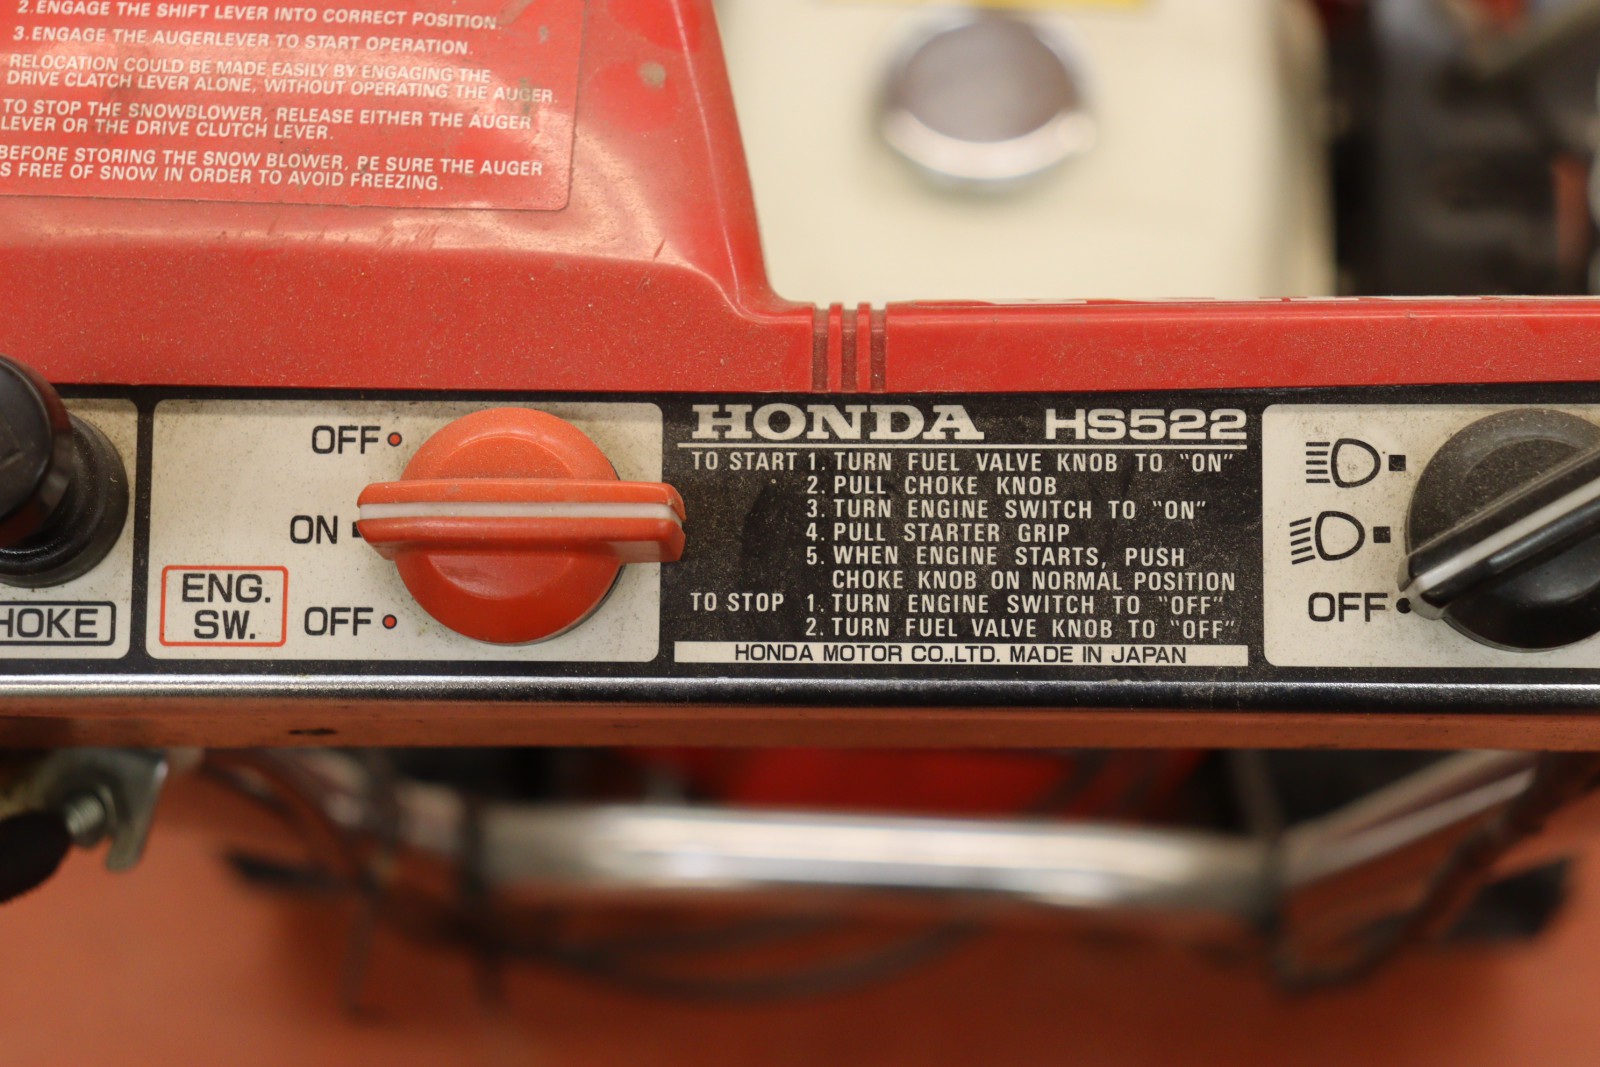 2. ENGAGE THE SHIFT LEVER INTO CORRECT POSITION.
3. ENGAGE THE AUGERLEVER TO START OPERATION.
RELOCATION COULD BE MADE EASILY BY ENGAGING THE
DRIVE CLATCH LEVER ALONE, WITHOUT OPERATING THE AUGER.
TO STOP THE SNOWBLOWER, RELEASE EITHER THE AUGER
LEVER OR THE DRIVE CLUTCH LEVER.
BEFORE STORING THE SNOW BLOWER, PE SURE THE AUGER
S FREE OF SNOW IN ORDER TO AVOID FREEZING.
HOKE
OFF
ON
OFF
ENG.
SW.
HONDA HS522
TO START 1. TURN FUEL VALVE KNOB TO "ON"
2. PULL CHOKE KNOB
3. TURN ENGINE SWITCH TO "ON"
4. PULL STARTER GRIP
5. WHEN ENGINE STARTS, PUSH
CHOKE KNOB ON NORMAL POSITION
TO STOP 1. TURN ENGINE SWITCH TO "OFF"
2. TURN FUEL VALVE KNOB TO "OFF"
HONDA MOTOR CO.,LTD. MADE IN JAPAN
OFF